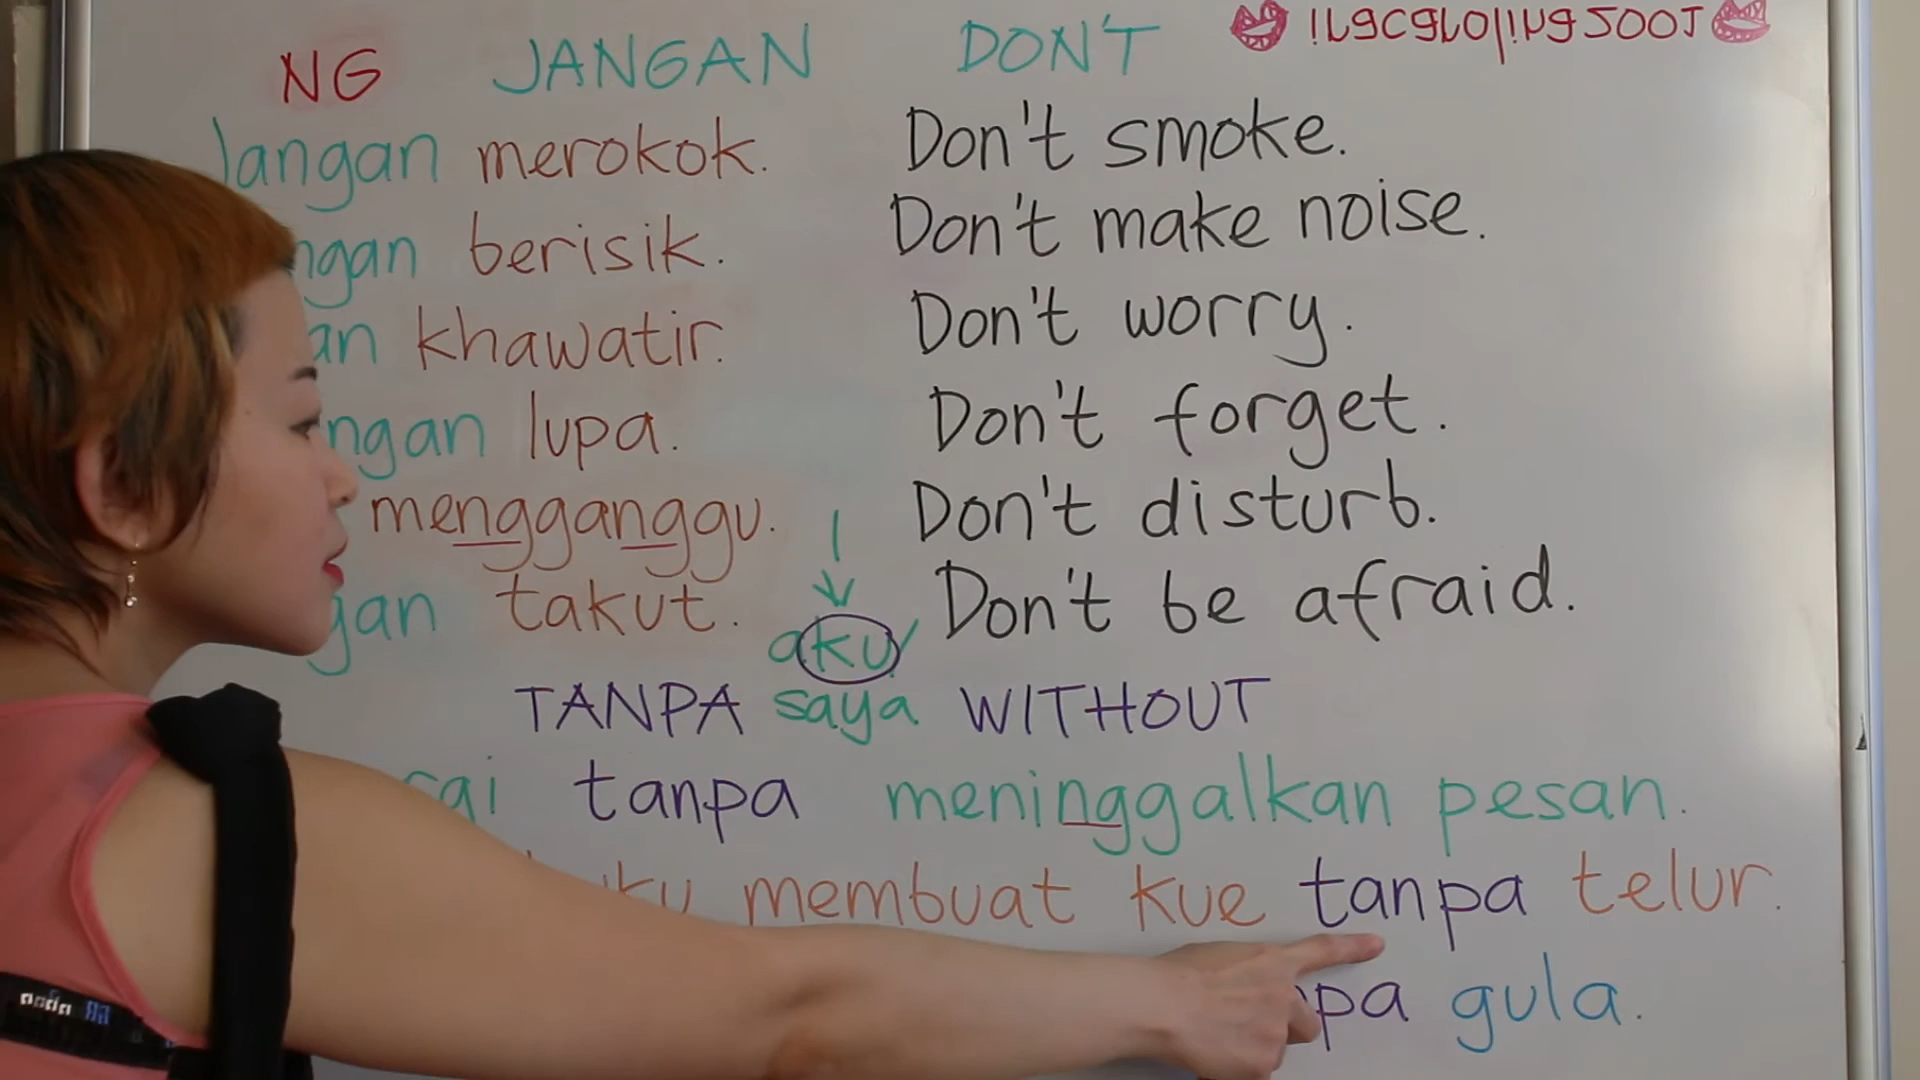 NG JANGAN DON'T
Jangan merokok. Don't smoke.
ngan berisik. Don't make noise.
an khawatir. Don't worry.
ngan lupa. Don't forget.
mengganggu. Don't disturb.
gan takut. Don't be afraid.
aku
TANPA saya WITHOUT
tanpa meninggalkan pesan.
membuat kue tanpa telur.
pa gula.